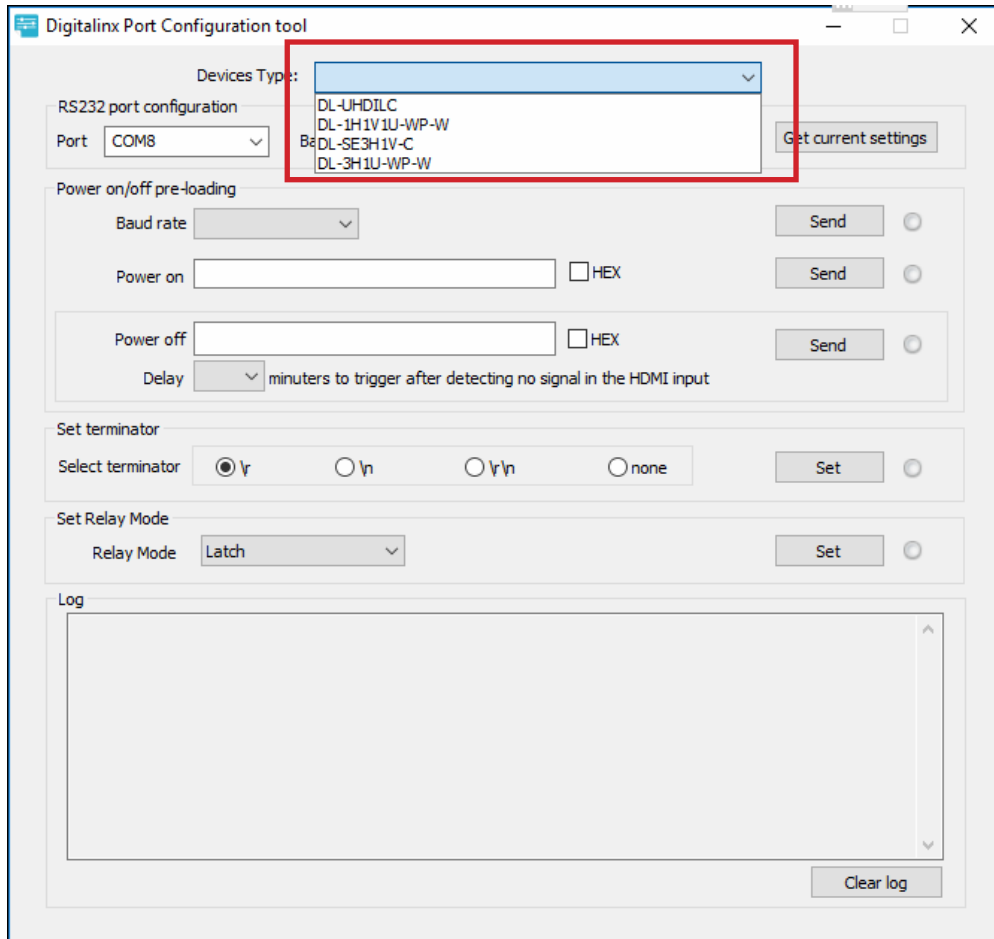 Digitalinx Port Configuration tool
Devices Type:
DL-UHDILC
DL-1H1V1U-WP-W
DL-SE3H1V-C
DL-3H1U-WP-W
RS232 port configuration
Port COM8 Ba Get current settings
Power on/off pre-loading
Baud rate Send
Power on HEX Send
Power off HEX Send
Delay minuters to trigger after detecting no signal in the HDMI input
Set terminator
Select terminator \r \n \r\n none Set
Set Relay Mode
Relay Mode Latch Set
Log
Clear log